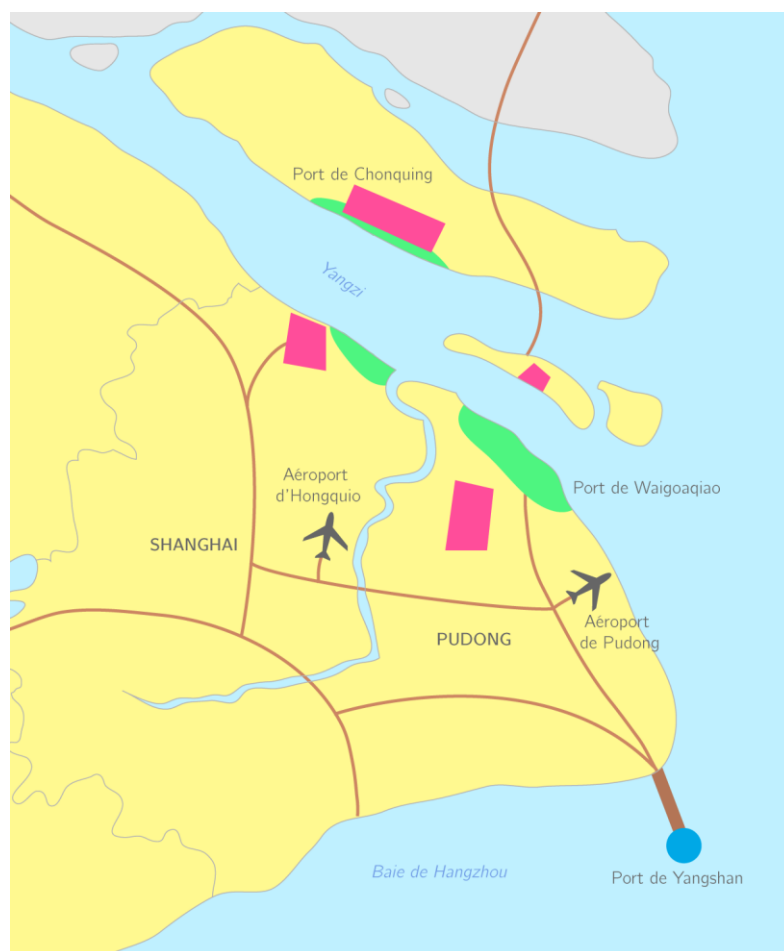 Port de Chonquing
Yangzi
Aéroport
d'Hongquio
Port de Waigoaqiao
SHANGHAI
Aéroport
de Pudong
PUDONG
Baie de Hangzhou
Port de Yangshan